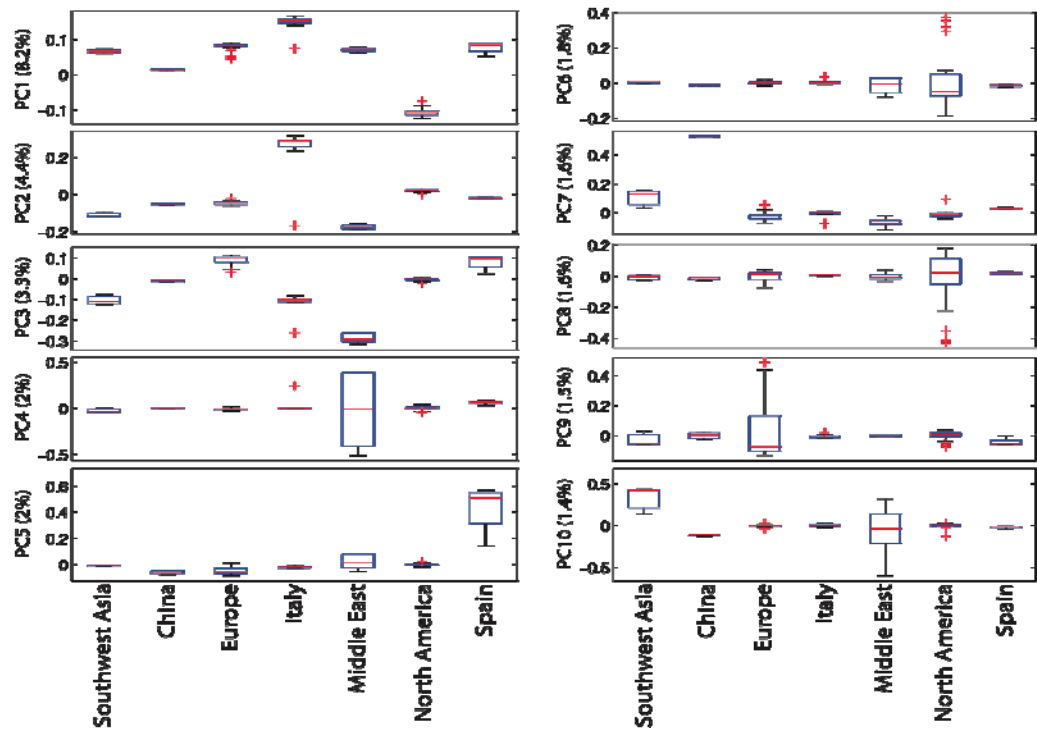 PC1 (8.2%)
0.1
0
−0.1
PC2 (4.4%)
0.2
0
−0.2
PC3 (3.3%)
0.1
−0.1
−0.3
PC4 (2%)
0.5
0
−0.5
PC5 (2%)
0.6
0.4
0.2
0
Southwest Asia
China
Europe
Italy
Middle East
North America
Spain
PC6 (1.8%)
0.4
0
−0.2
PC7 (1.6%)
0.4
0.2
0
PC8 (1.6%)
0.2
0
−0.2
−0.4
PC9 (1.5%)
0.4
0.2
0
PC10 (1.4%)
0.5
0
−0.5
Southwest Asia
China
Europe
Italy
Middle East
North America
Spain